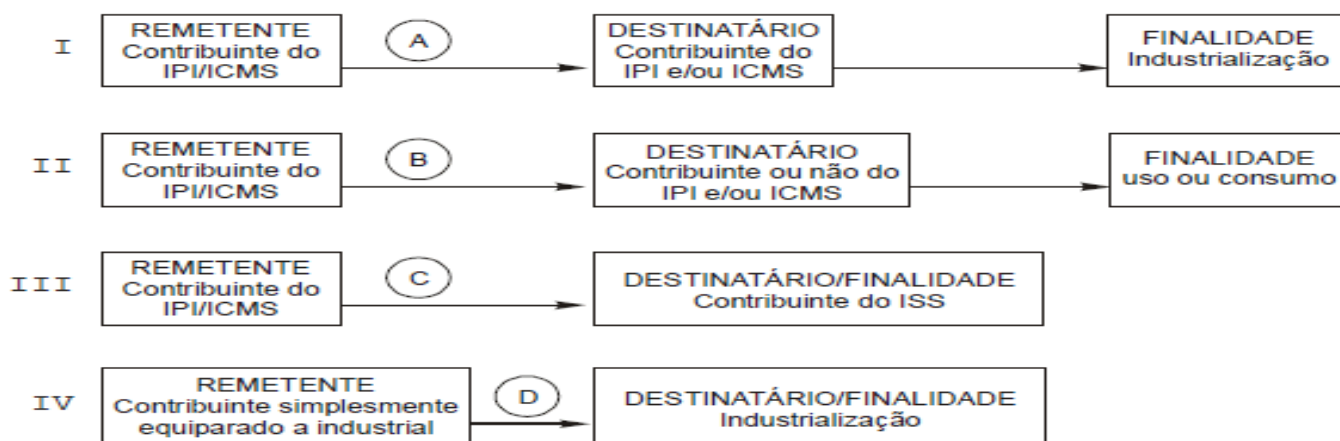 I
REMETENTE
Contribuinte do
IPI/ICMS
A
DESTINATÁRIO
Contribuinte do
IPI e/ou ICMS
FINALIDADE
Industrialização
II
REMETENTE
Contribuinte do
IPI/ICMS
B
DESTINATÁRIO
Contribuinte ou não do
IPI e/ou ICMS
FINALIDADE
uso ou consumo
III
REMETENTE
Contribuinte do
IPI/ICMS
C
DESTINATÁRIO/FINALIDADE
Contribuinte do ISS
IV
REMETENTE
Contribuinte simplesmente
equiparado a industrial
D
DESTINATÁRIO/FINALIDADE
Industrialização